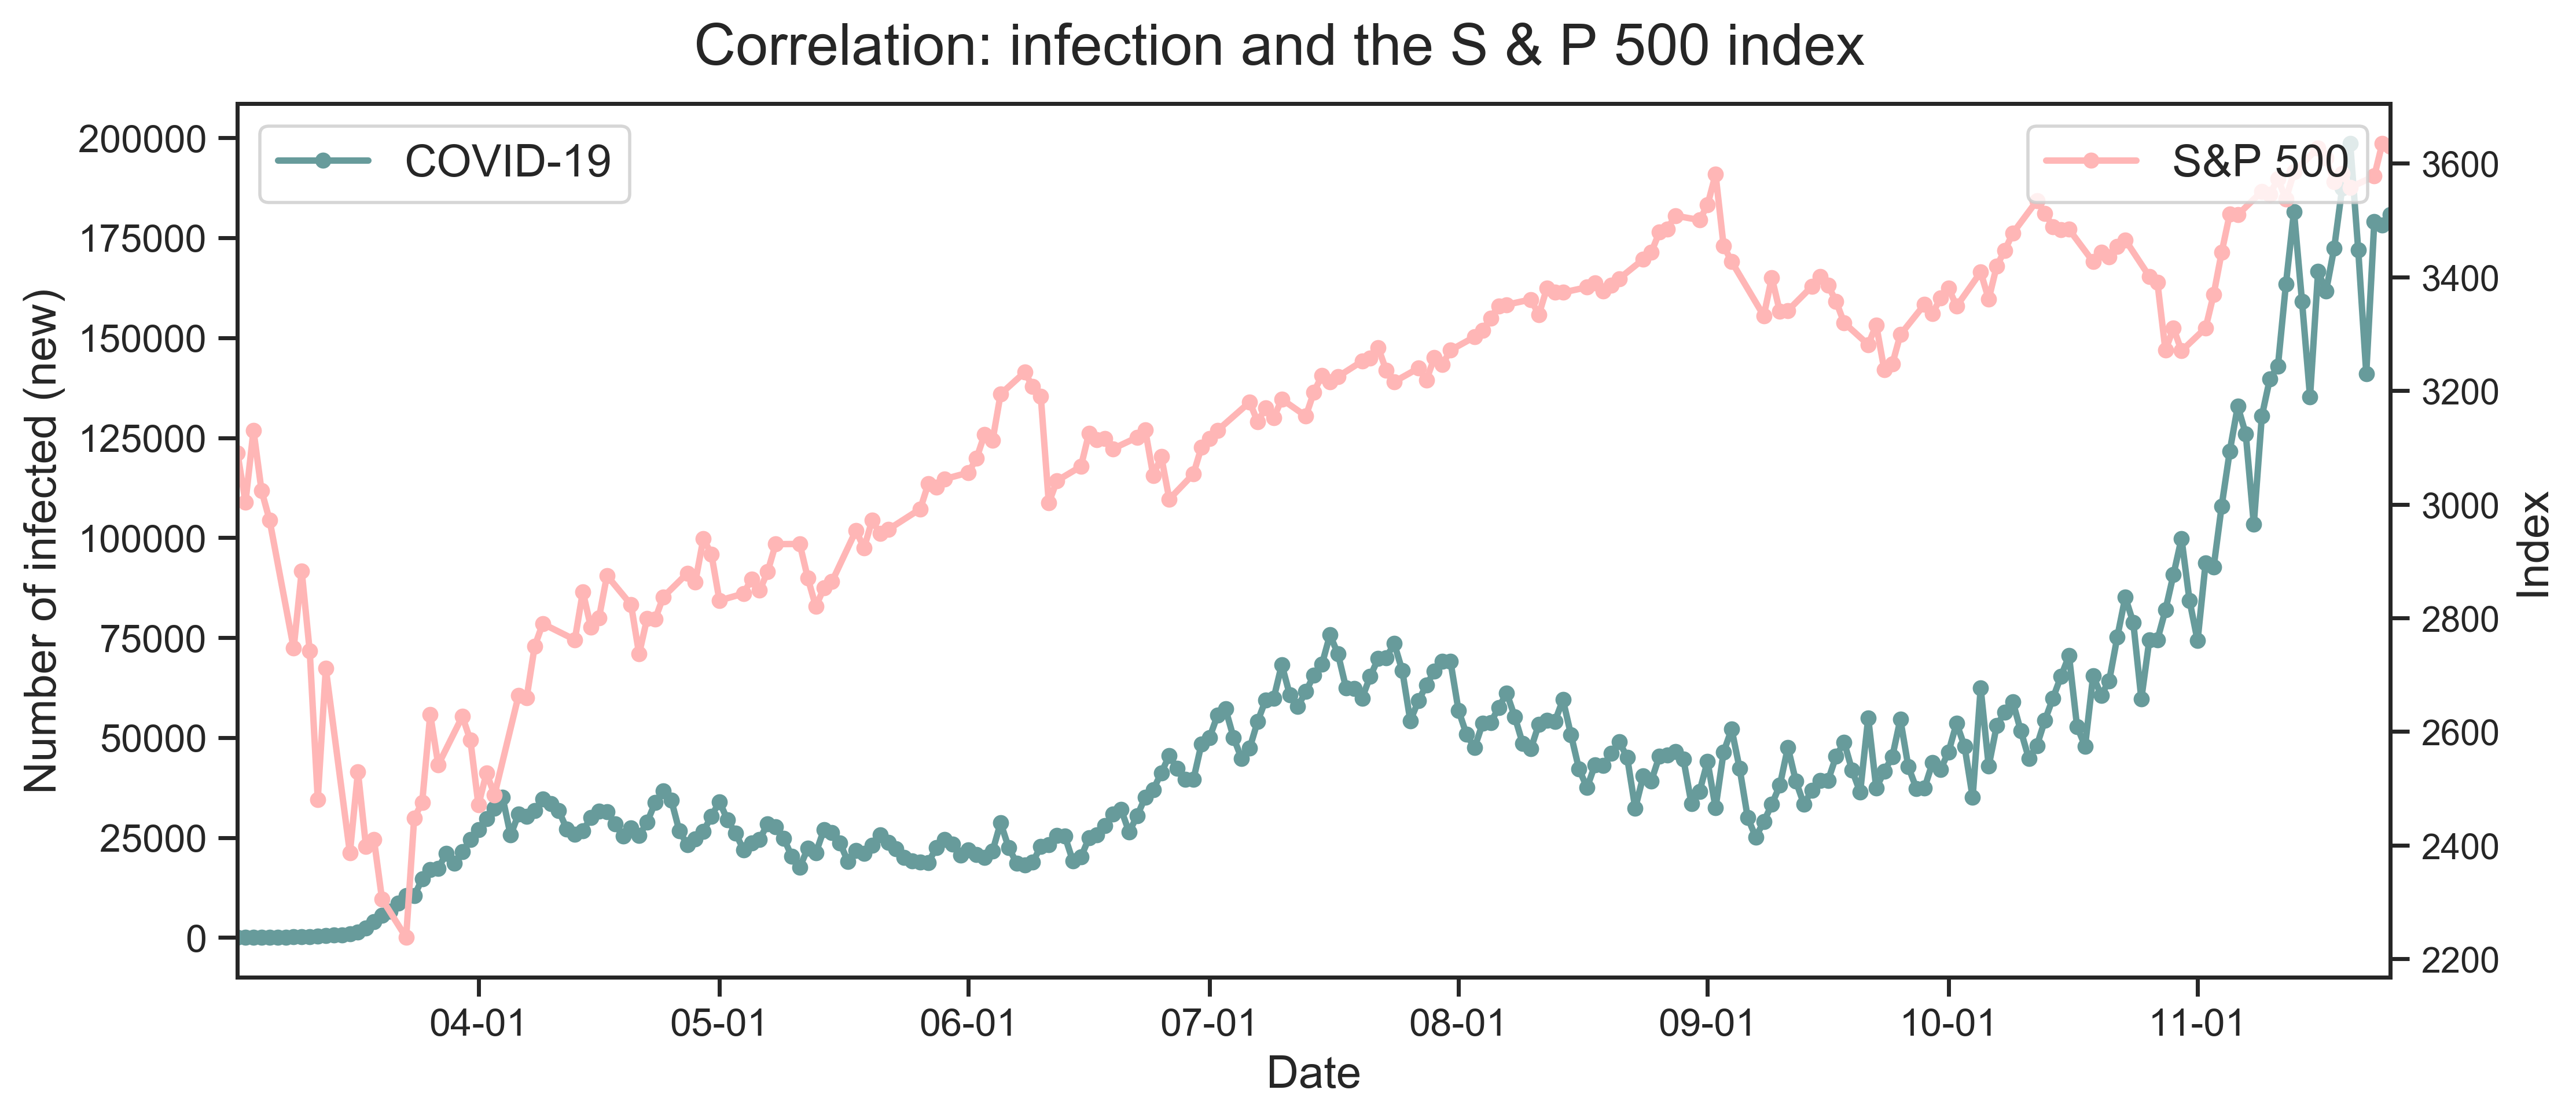 Correlation: infection and the S & P 500 index
COVID-19
S&P 500
Number of infected (new)
200000
175000
150000
125000
100000
75000
50000
25000
0
3600
3400
3200
3000
2800
2600
2400
2200
Index
04-01 05-01 06-01 07-01 08-01 09-01 10-01 11-01
Date